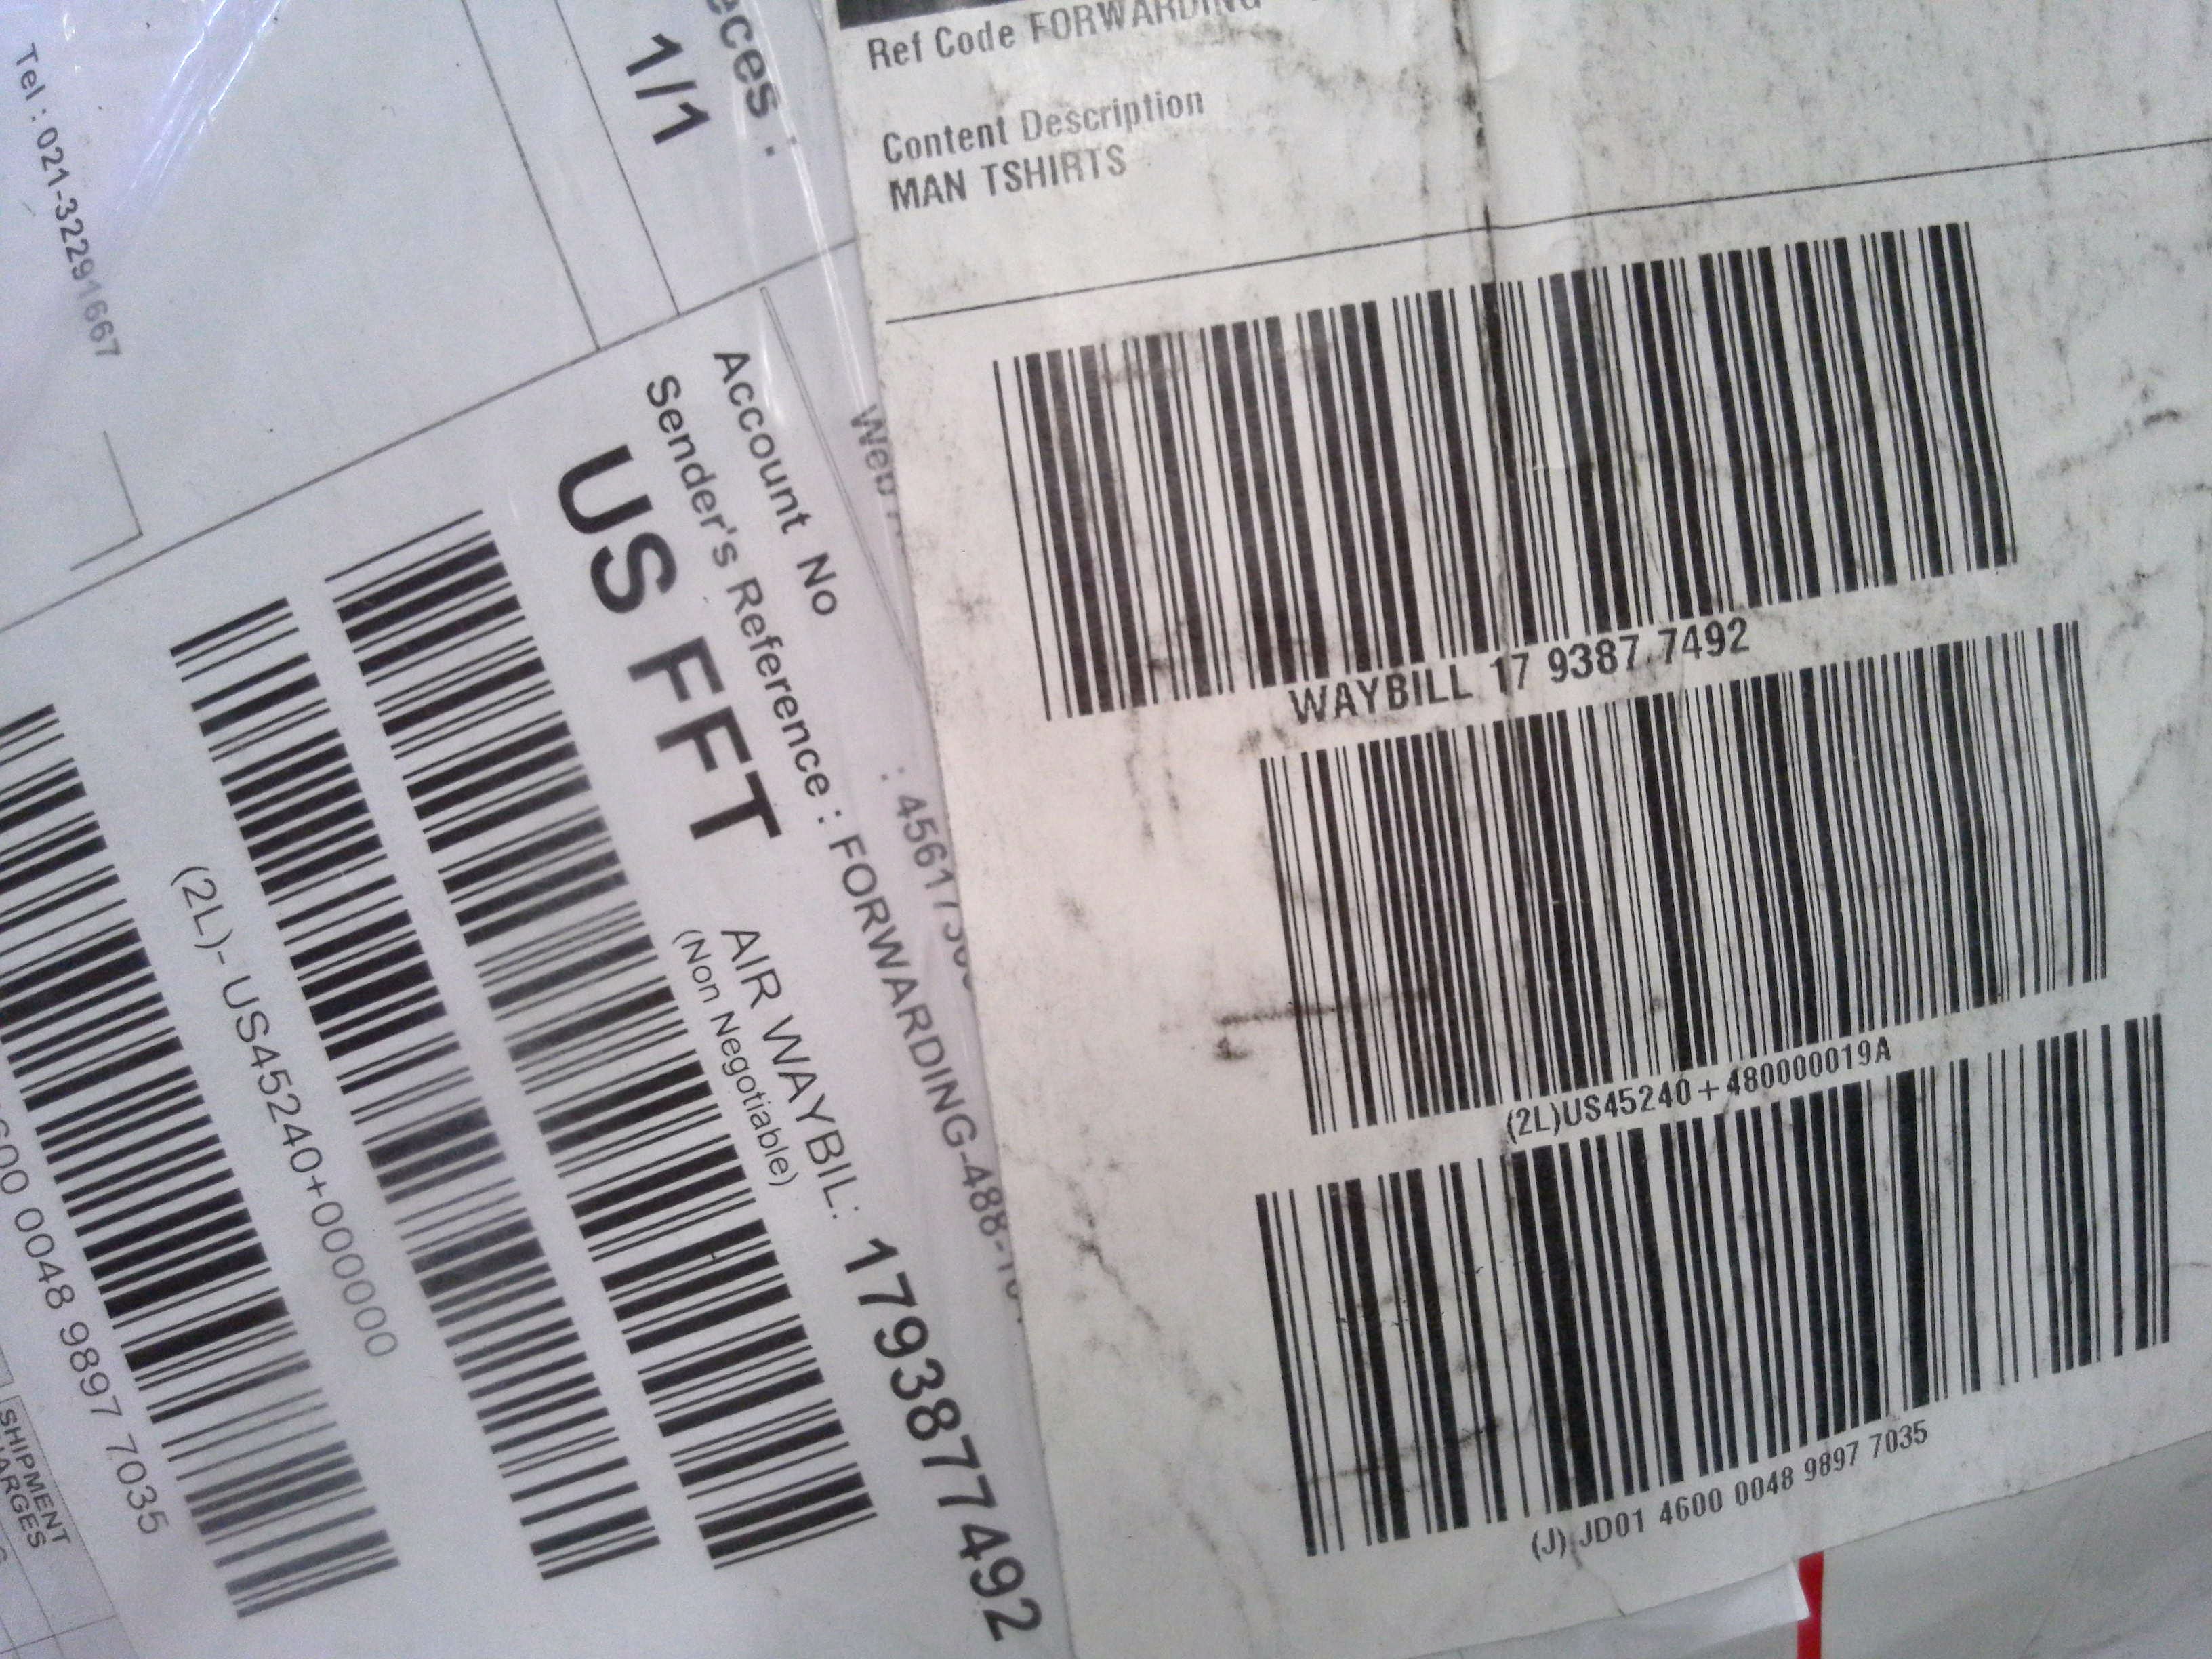 Tel : 021-32291667
1/1
Account No
Sender's Reference : FORWARDING-488-
US FFT
AIR WAYBIL: 1793877492
(Non Negotiable)
(2L)- US45240+000000
0048 9897 7035
SHIPMENT
Ref Code FORWARDING
Content Description
MAN TSHIRTS
WAYBILL 17 9387 7492
(2L)US45240+480000019A
(J) JD01 4600 0048 9897 7035